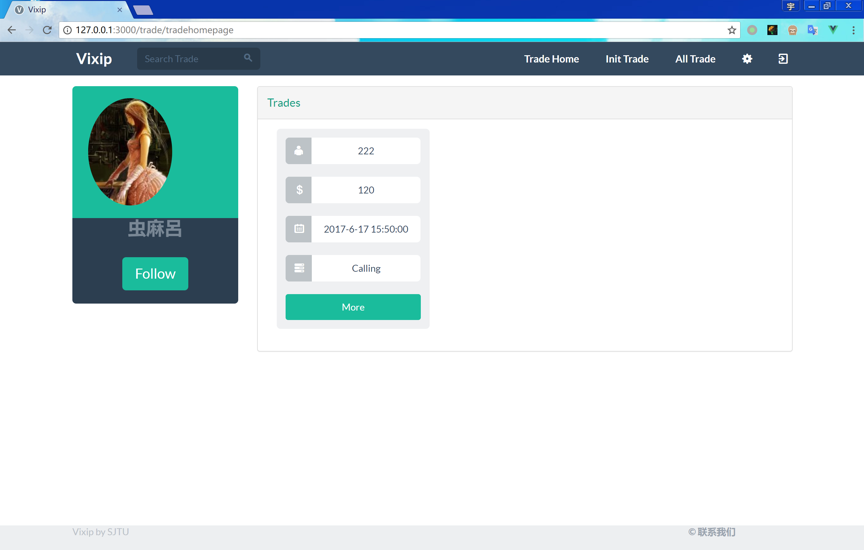 Vixip
127.0.0.1:3000/trade/tradehomepage
Vixip
Search Trade
Trade Home
Init Trade
All Trade
虫麻呂
Follow
Trades
222
$
120
2017-6-17 15:50:00
Calling
More
Vixip by SJTU
© 联系我们